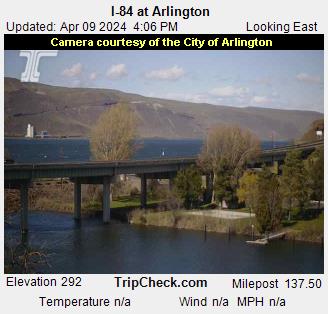 I-84 at Arlington
Updated: Apr 09 2024 4:06 PM Looking East
Camera courtesy of the City of Arlington
Elevation 292 TripCheck.com Milepost 137.50
Temperature n/a Wind n/a MPH n/a